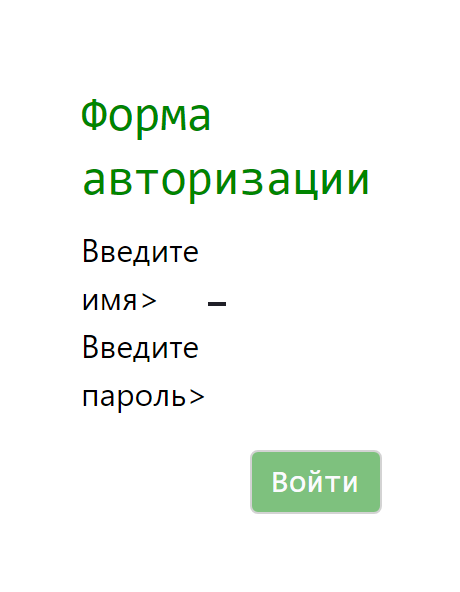 Форма
авторизации
Введите
имя> _
Введите
пароль>
Войти